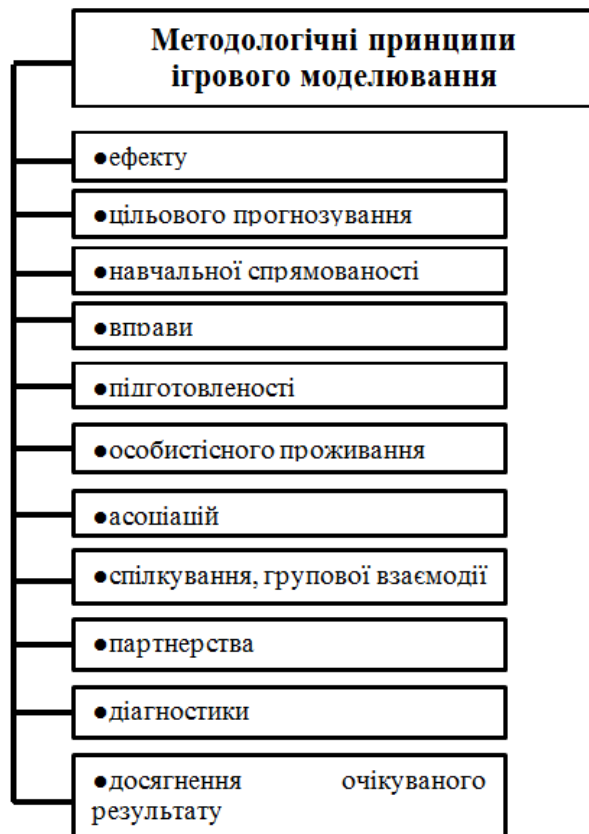 Методологічні принципи
ігрового моделювання
●ефекту
●цільового прогнозування
●навчальної спрямованості
●вправи
●підготовленості
●особистісного проживання
●асоціацій
●спілкування, групової взаємодії
●партнерства
●діагностики
●досягнення очікуваного
результату